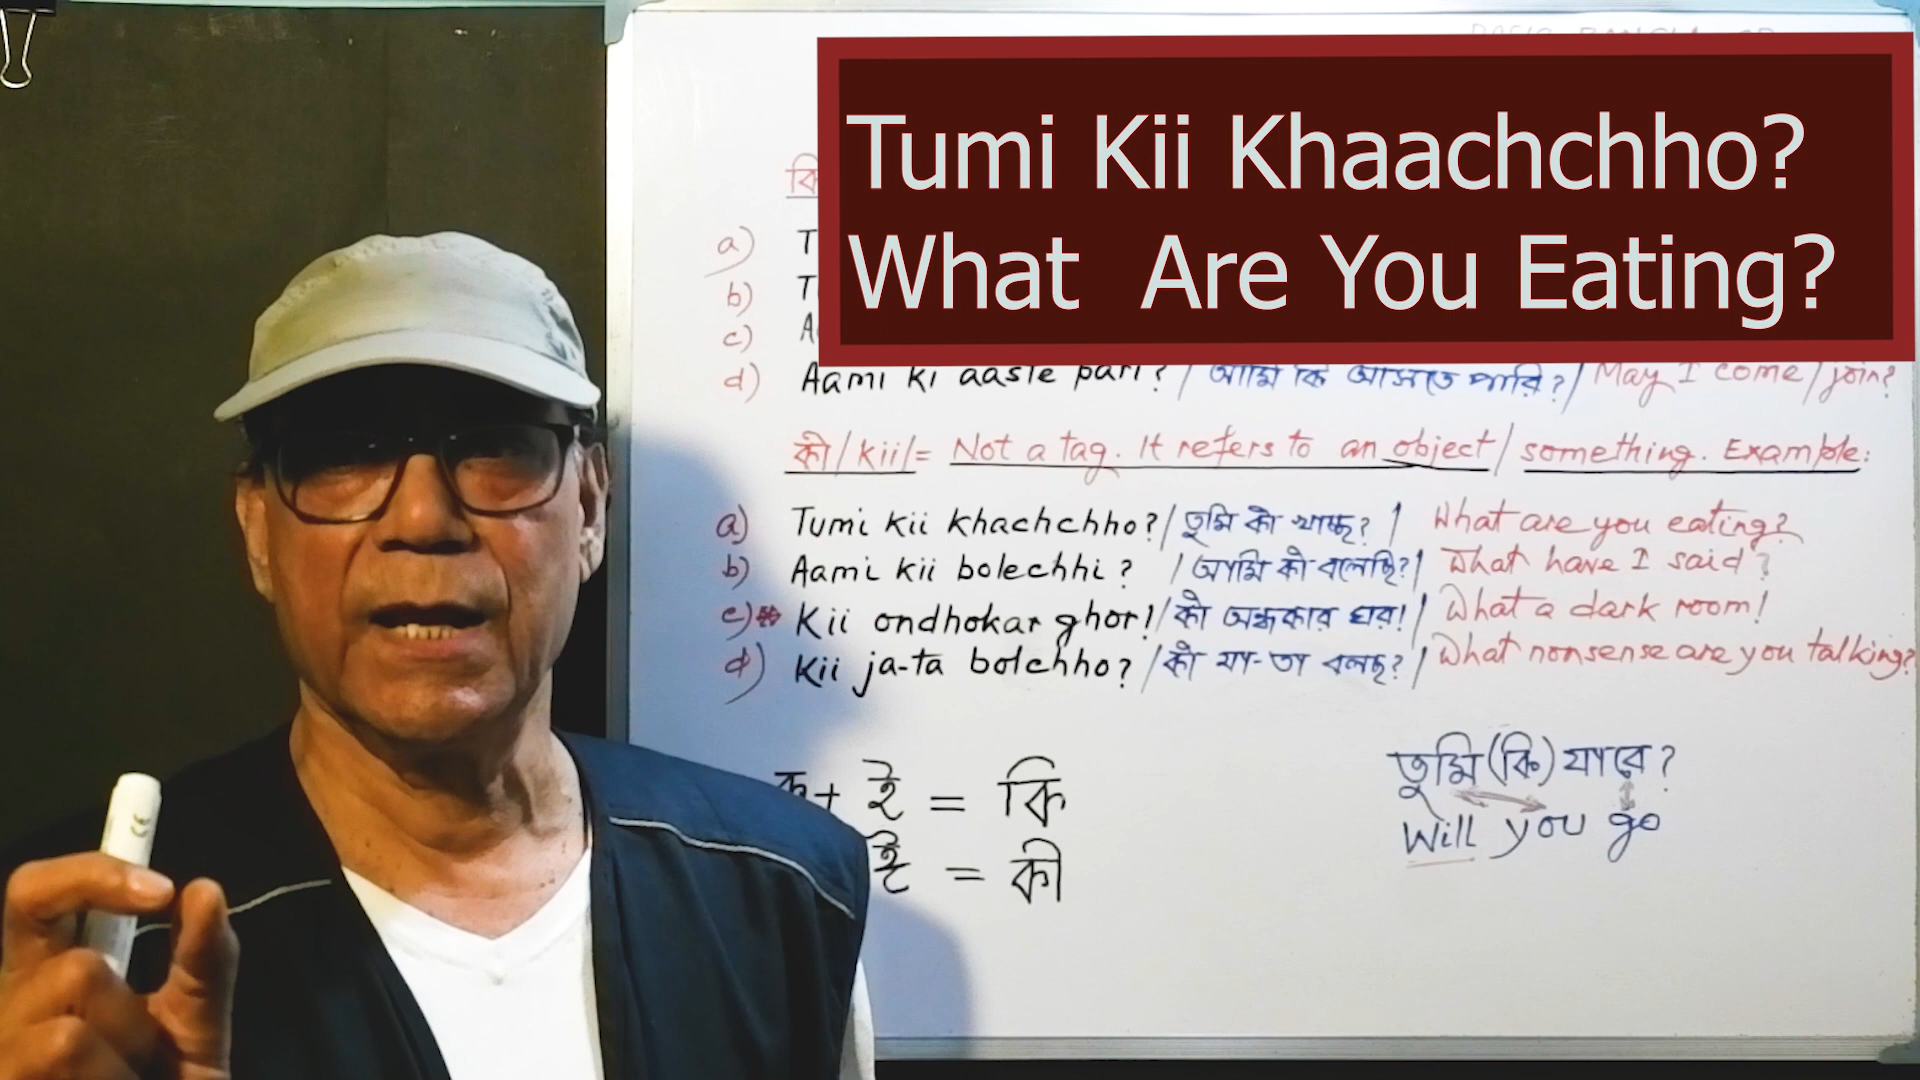 Tumi Kii Khaachchho?
What Are You Eating?
a) T
b) T
c) A
d) Aami ki aaste pari? / আমি কি আসতে পারি? / May I come / join?
কী / kii / = Not a tag. It refers to an object / something. Example:
a) Tumi kii khachchho? / তুমি কী খাচ্ছ? / What are you eating?
b) Aami kii bolechhi? / আমি কী বলেছি? / What have I said?
c) Kii ondhokar ghor! / কী অন্ধকার ঘর! / What a dark room!
d) Kii ja-ta bolchho? / কী যা-তা বলছ? / What nonsense are you talking?
তুমি (কি) যাবে?
ক + ই = কি
Will you go
ঈ = কী